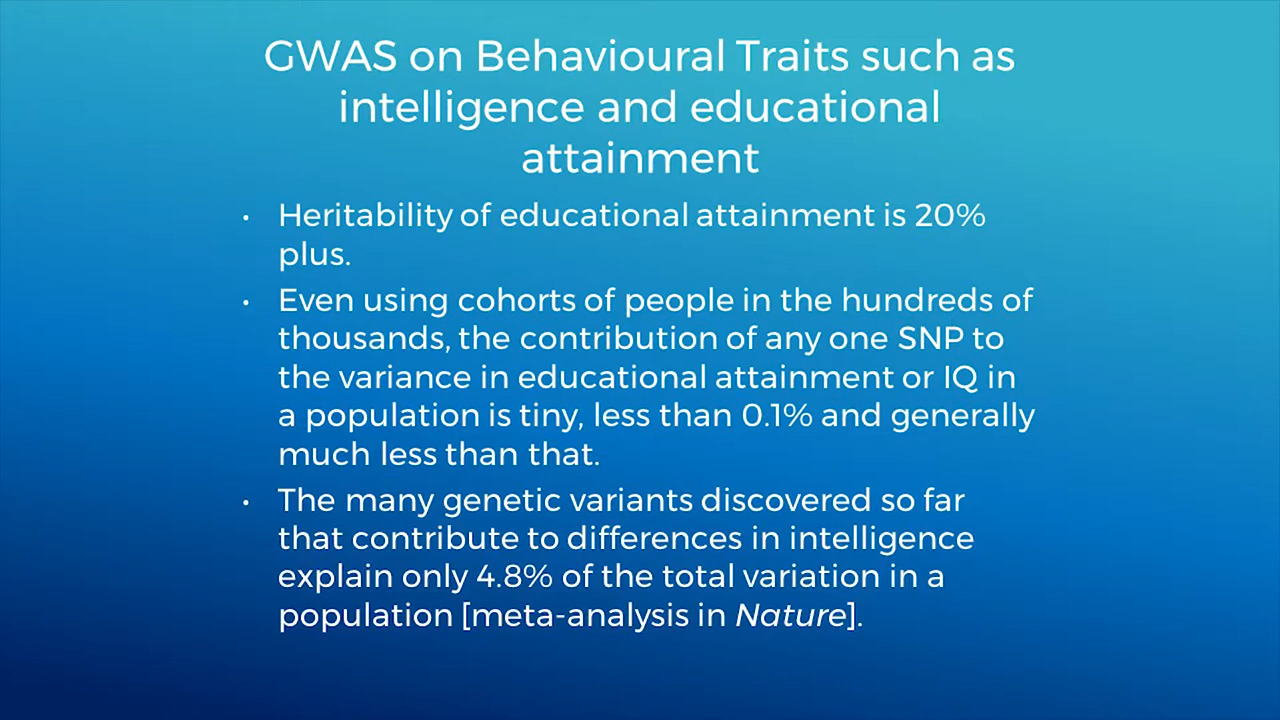 GWAS on Behavioural Traits such as
intelligence and educational
attainment
• Heritability of educational attainment is 20%
plus.
• Even using cohorts of people in the hundreds of
thousands, the contribution of any one SNP to
the variance in educational attainment or IQ in
a population is tiny, less than 0.1% and generally
much less than that.
• The many genetic variants discovered so far
that contribute to differences in intelligence
explain only 4.8% of the total variation in a
population [meta-analysis in Nature].